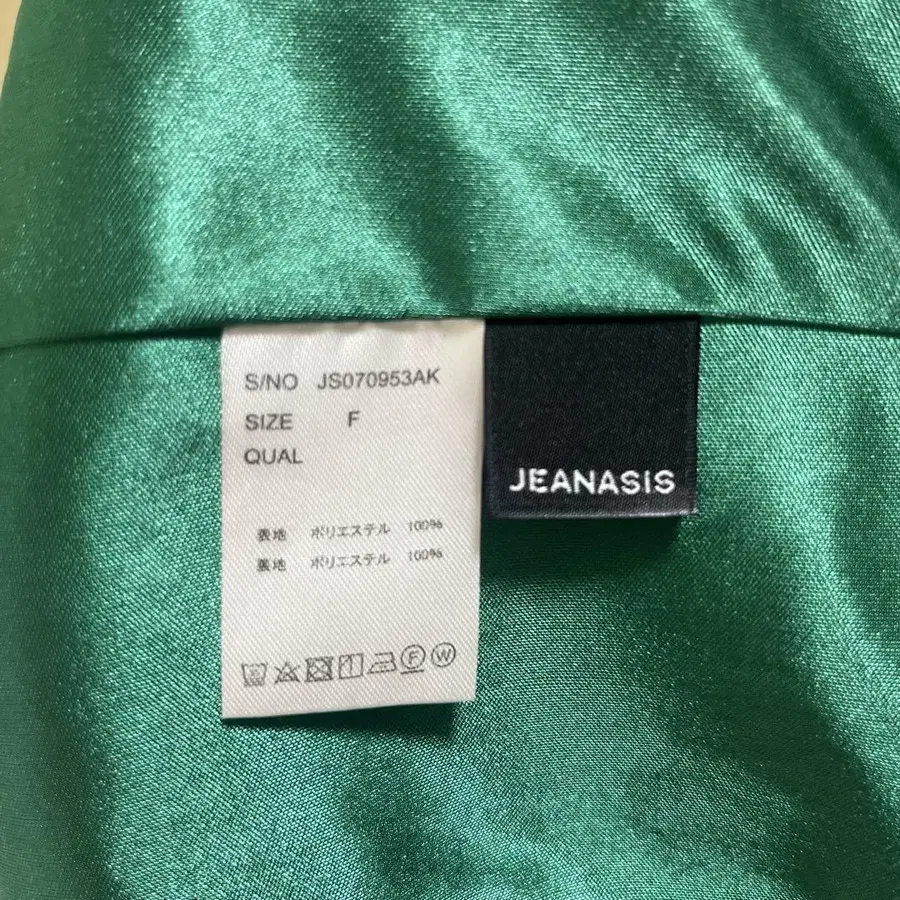 S/NO JS070953AK
SIZE F
QUAL
表地 ポリエステル 100%
裏地 ポリエステル 100%
F W
JEANASIS